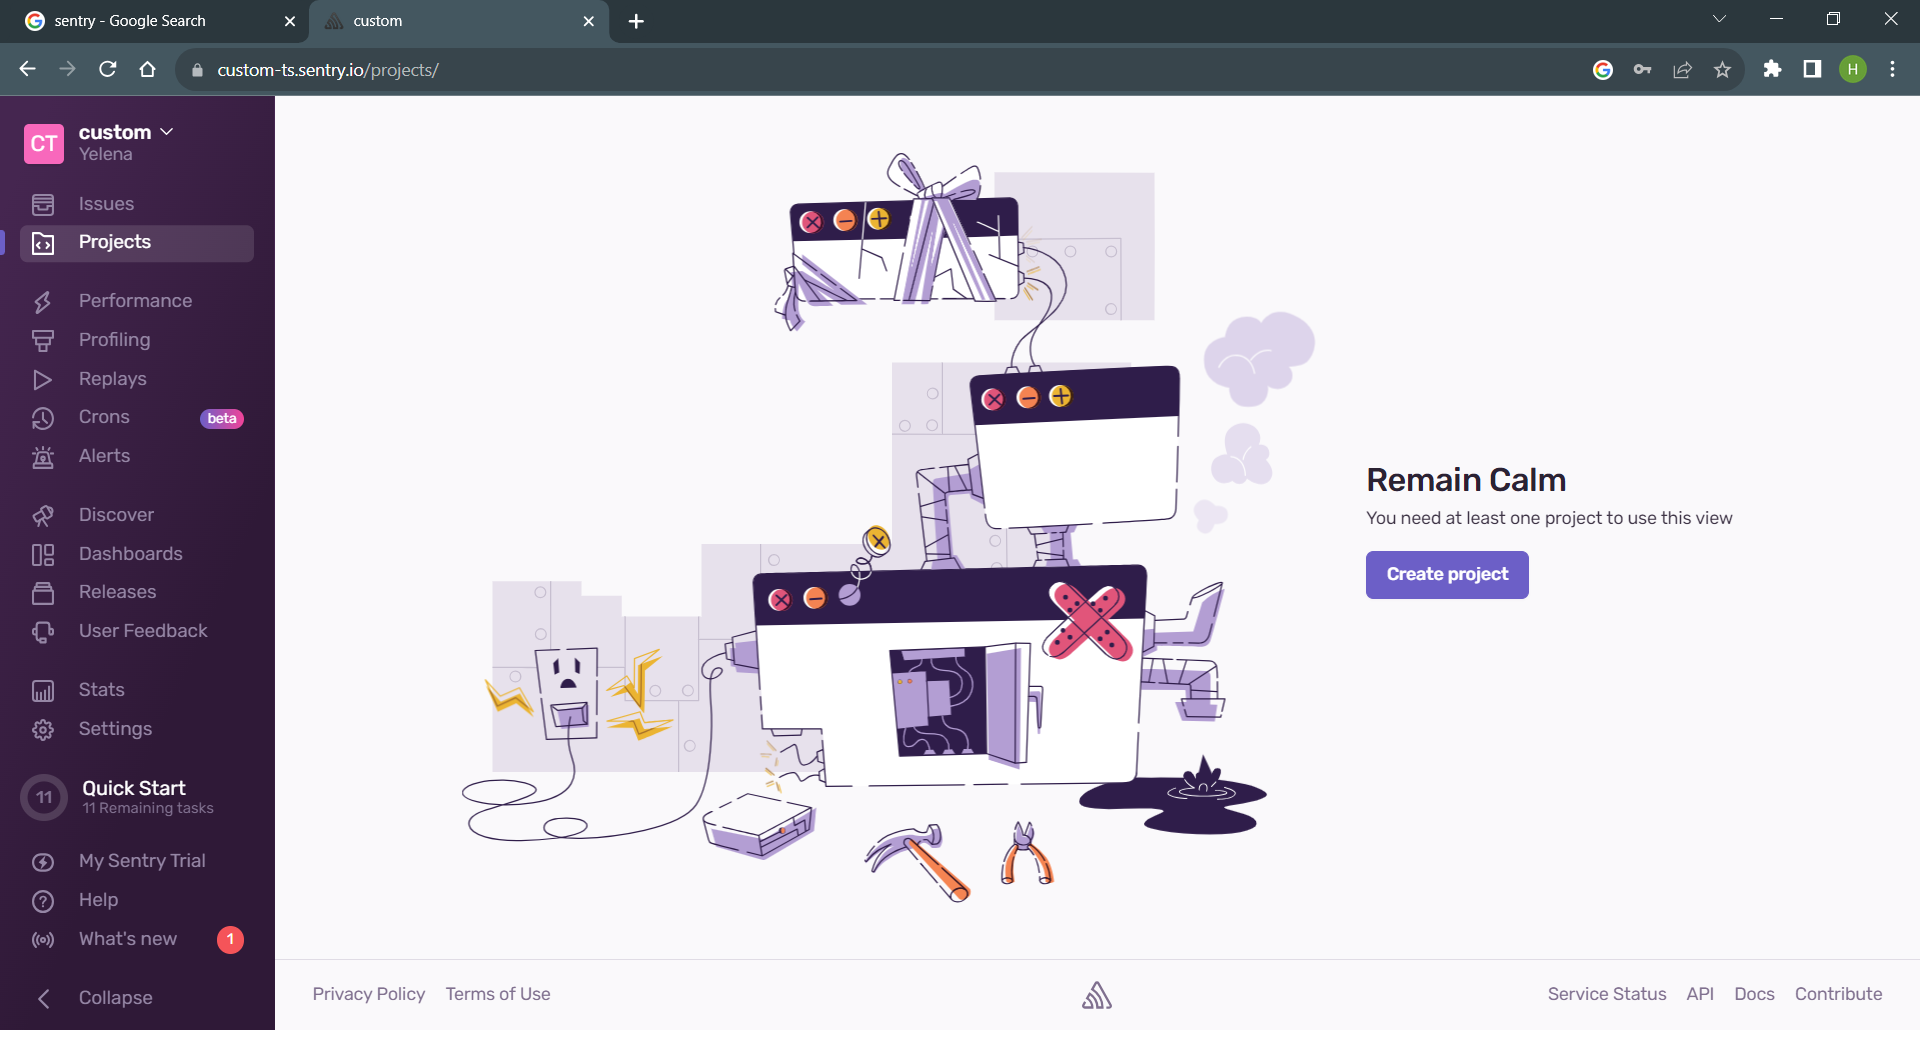 sentry - Google Search
custom
custom-ts.sentry.io/projects/
H
CT
custom
Yelena
Issues
Projects
Performance
Profiling
Replays
Crons
beta
Alerts
Discover
Dashboards
Releases
User Feedback
Stats
Settings
11
Quick Start
11 Remaining tasks
My Sentry Trial
Help
What's new
1
Collapse
Remain Calm
You need at least one project to use this view
Create project
Privacy Policy
Terms of Use
Service Status
API
Docs
Contribute